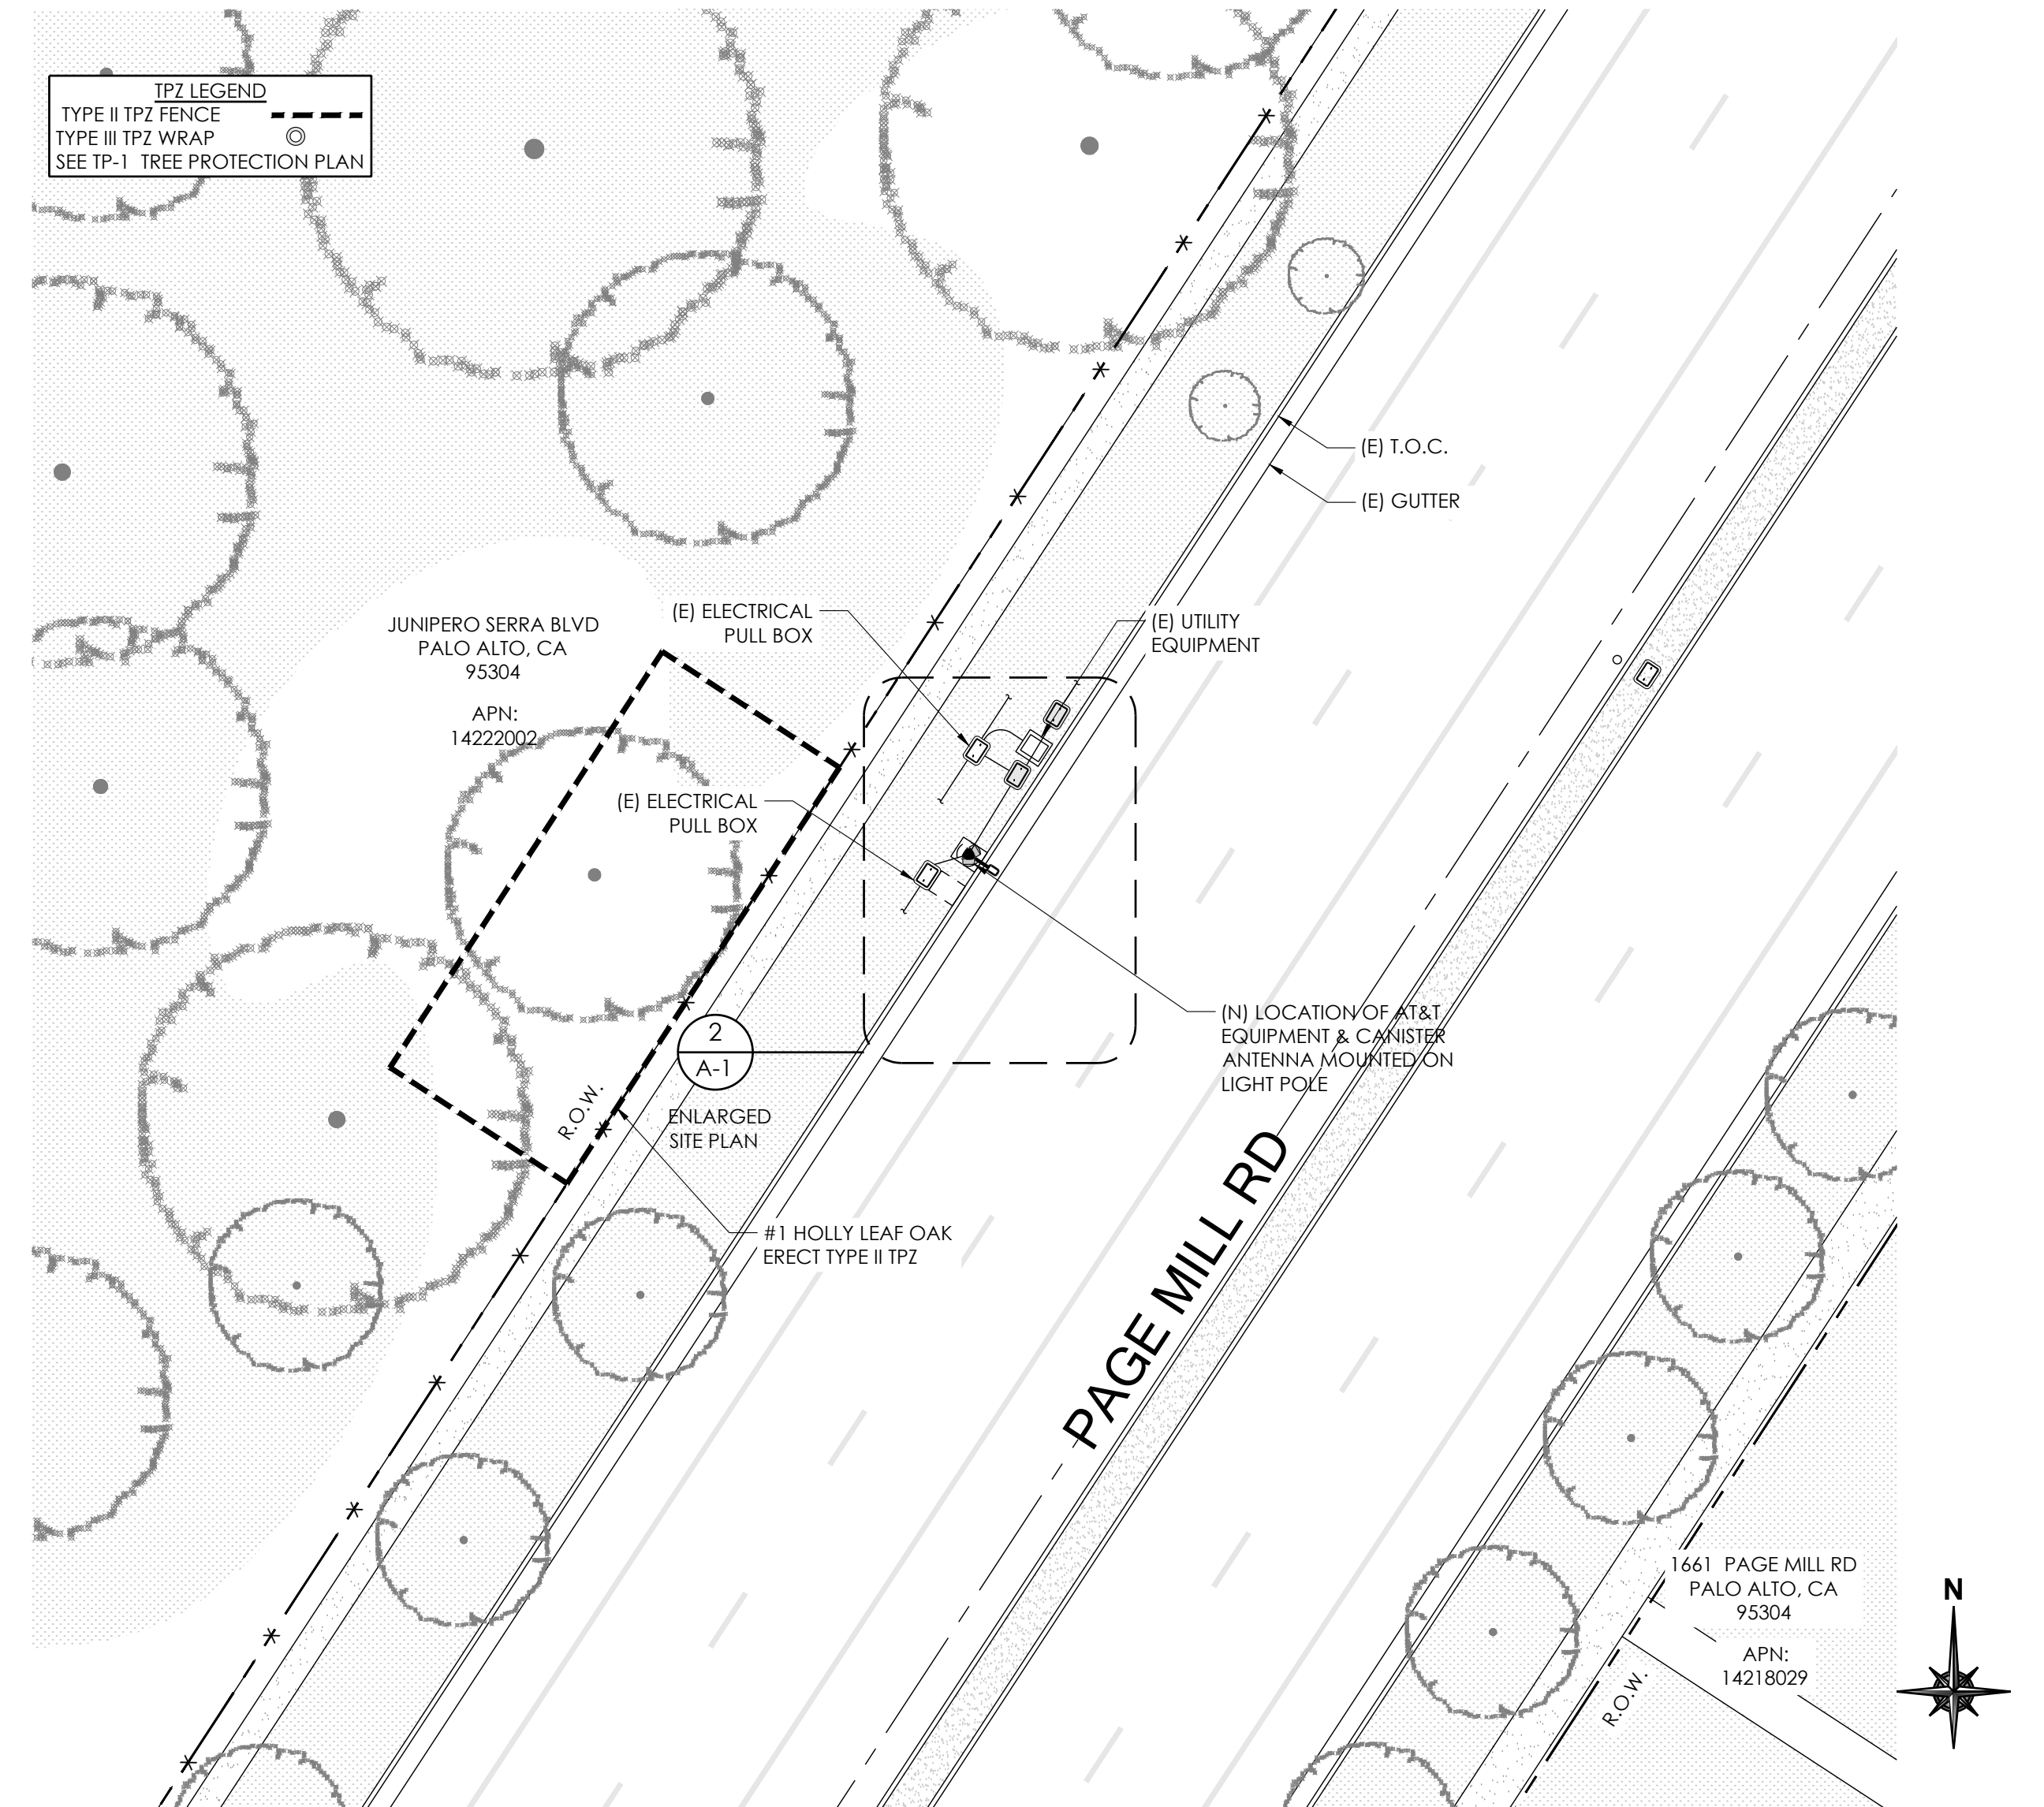 TPZ LEGEND
TYPE II TPZ FENCE
TYPE III TPZ WRAP
SEE TP-1 TREE PROTECTION PLAN
(E) T.O.C.
(E) GUTTER
JUNIPERO SERRA BLVD
PALO ALTO, CA
95304
APN:
14222002
(E) ELECTRICAL
PULL BOX
(E) UTILITY
EQUIPMENT
(E) ELECTRICAL
PULL BOX
(N) LOCATION OF AT&T
EQUIPMENT & CANISTER
ANTENNA MOUNTED ON
LIGHT POLE
2
A-1
ENLARGED
SITE PLAN
R.O.W.
#1 HOLLY LEAF OAK
ERECT TYPE II TPZ
PAGE MILL RD
1661 PAGE MILL RD
PALO ALTO, CA
95304
APN:
14218029
R.O.W.
N